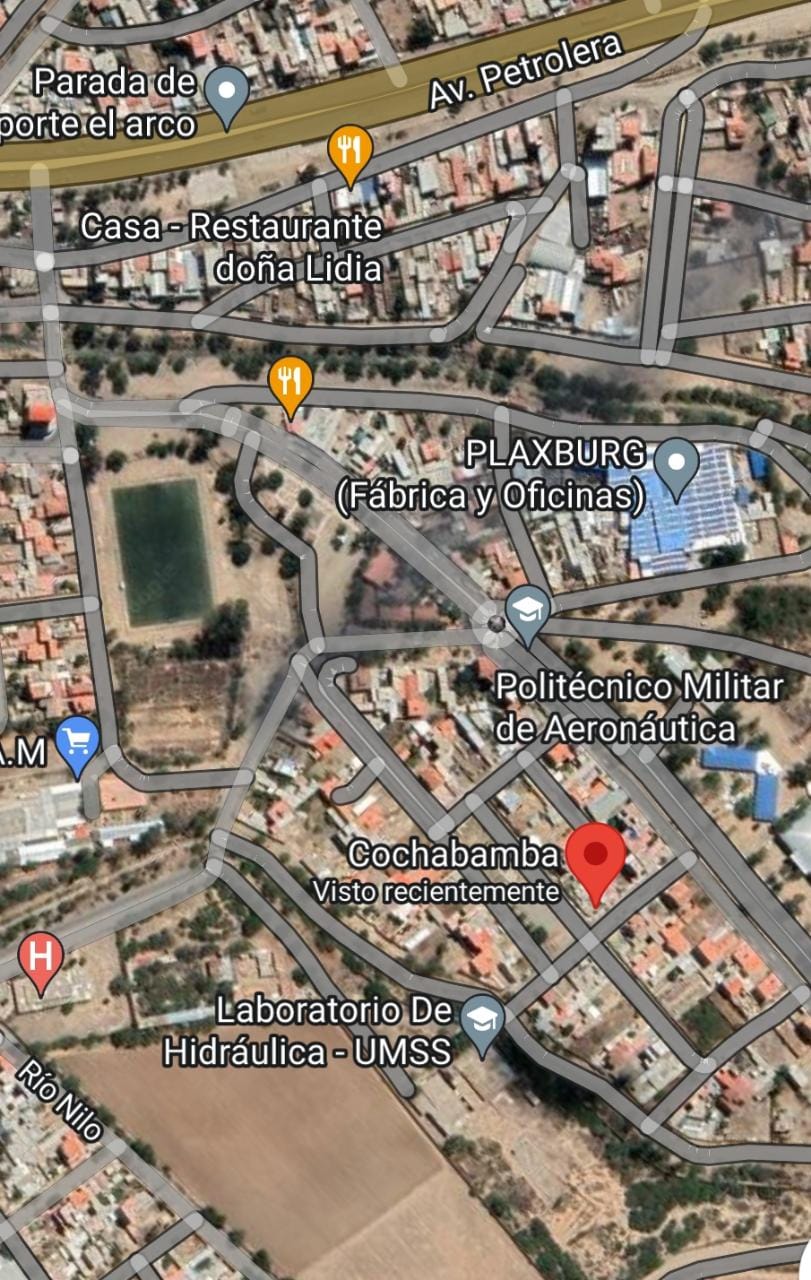 Parada de
porte el arco
Av. Petrolera
Casa - Restaurante
doña Lidia
PLAXBURG
(Fábrica y Oficinas)
Politécnico Militar
de Aeronáutica
A.M
Cochabamba
Visto recientemente
H
Laboratorio De
Hidráulica - UMSS
Río Nilo